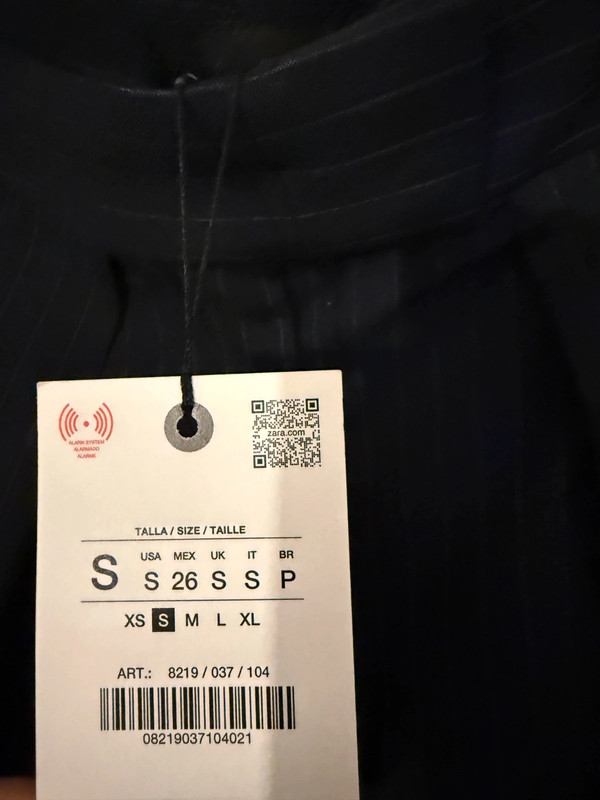 ALARM SYSTEM
ALARMADO
ALARME
zara.com
TALLA / SIZE / TAILLE
S
USA MEX UK IT BR
S 26 S S P
XS S M L XL
ART.: 8219 / 037 / 104
08219037104021